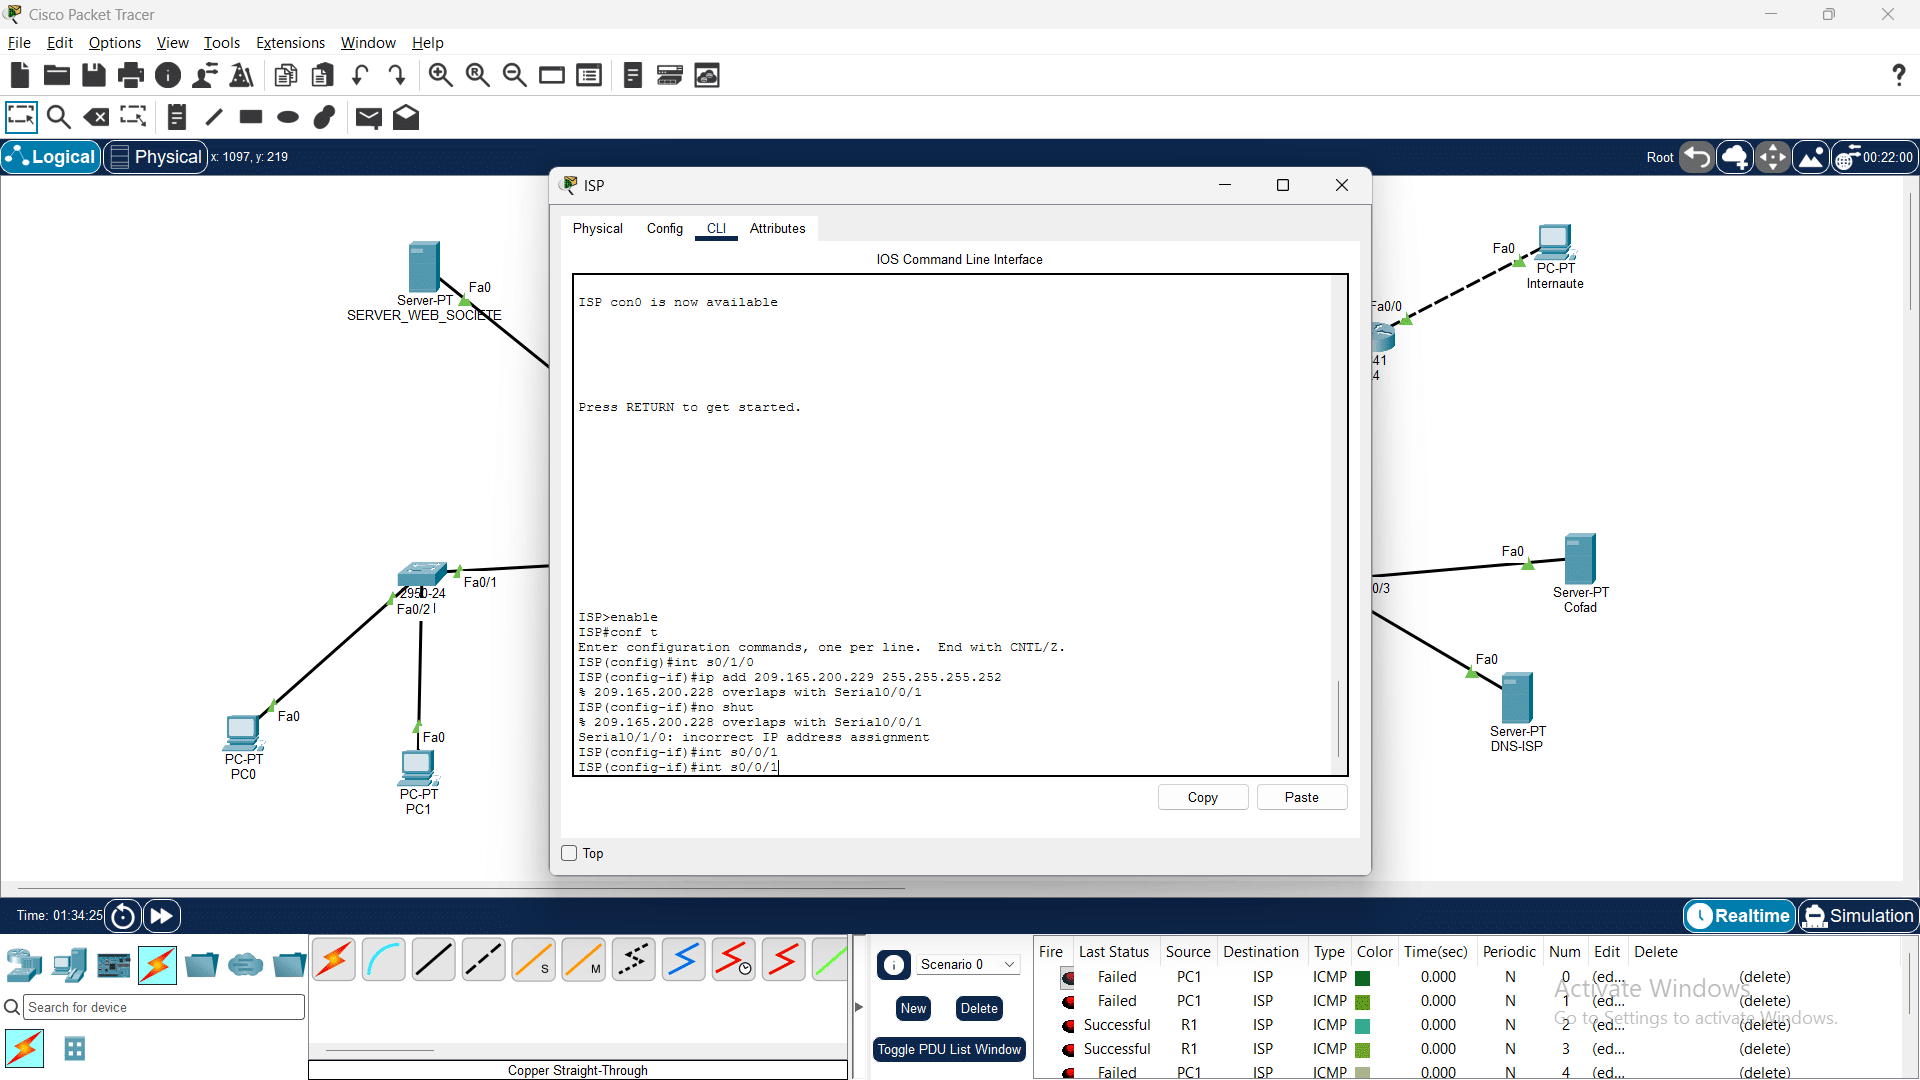 Cisco Packet Tracer
File Edit Options View Tools Extensions Window Help
Logical Physical x: 1097, y: 219 Root 00:22:00
ISP
Physical Config CLI Attributes
IOS Command Line Interface
ISP con0 is now available
Press RETURN to get started.
ISP>enable
ISP#conf t
Enter configuration commands, one per line.  End with CNTL/Z.
ISP(config)#int s0/1/0
ISP(config-if)#ip add 209.165.200.229 255.255.255.252
% 209.165.200.228 overlaps with Serial0/0/1
ISP(config-if)#no shut
% 209.165.200.228 overlaps with Serial0/0/1
Serial0/1/0: incorrect IP address assignment
ISP(config-if)#int s0/0/1
ISP(config-if)#int s0/0/1
Copy Paste
Top
Fa0
Server-PT
SERVER_WEB_SOCIETE
Fa0/1
2950-24
Fa0/2
Fa0
PC-PT
PC0
Fa0
PC-PT
PC1
Fa0
PC-PT
Internaute
Fa0/0
41
4
Fa0
Server-PT
Cofad
0/3
Fa0
Server-PT
DNS-ISP
Time: 01:34:25 Realtime Simulation
Search for device
S M
Copper Straight-Through
Scenario 0
New Delete
Toggle PDU List Window
Fire Last Status Source Destination Type Color Time(sec) Periodic Num Edit Delete
Failed PC1 ISP ICMP 0.000 N 0 (ed... (delete)
Failed PC1 ISP ICMP 0.000 N 1 (ed... (delete)
Successful R1 ISP ICMP 0.000 N 2 (ed... (delete)
Successful R1 ISP ICMP 0.000 N 3 (ed... (delete)
Failed PC1 ISP ICMP 0.000 N 4 (ed... (delete)
Activate Windows
Go to Settings to activate Windows.